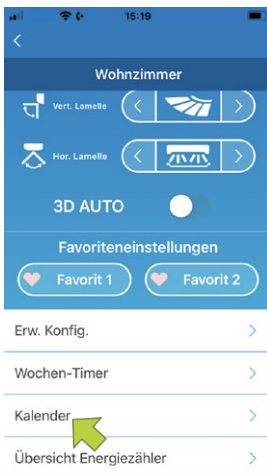 15:19
Wohnzimmer
Vert. Lamelle
Hor. Lamelle
3D AUTO
Favoriteneinstellungen
Favorit 1 Favorit 2
Erw. Konfig.
Wochen-Timer
Kalender
Übersicht Energiezähler